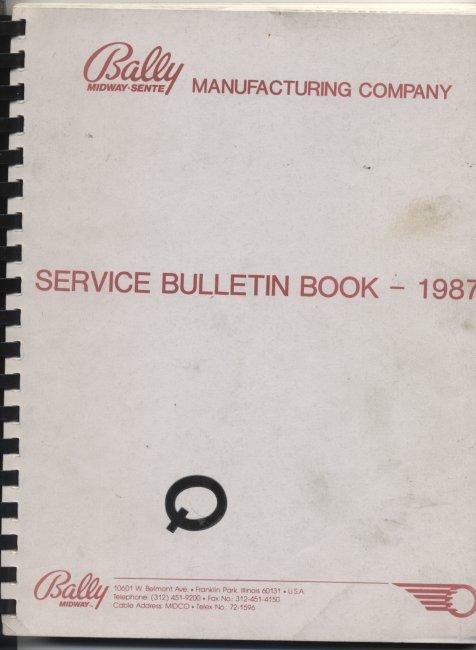 Bally
MIDWAY-SENTE
MANUFACTURING COMPANY
SERVICE BULLETIN BOOK - 1987
Q
Bally
MIDWAY™
10601 W. Belmont Ave. • Franklin Park, Illinois 60131 • U.S.A.
Telephone: (312) 451-9200 • Fax No.: 312-451-4150
Cable Address: MIDCO • Telex No.: 72-1596